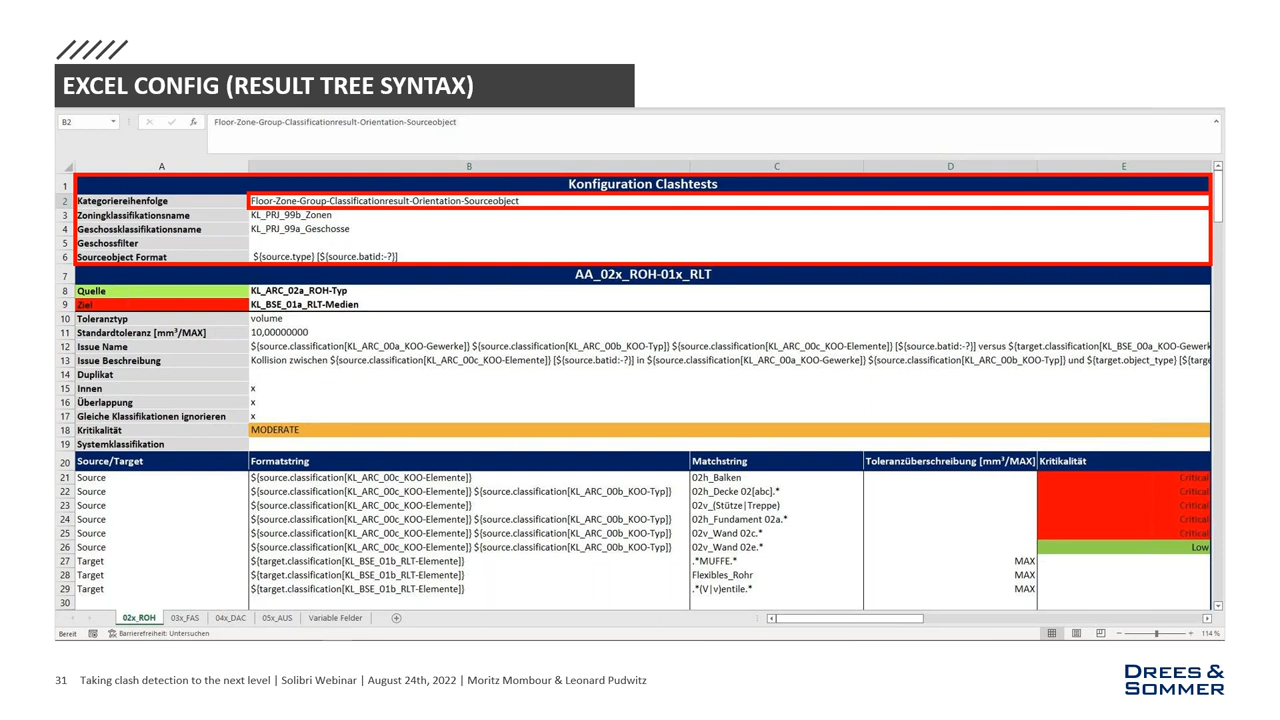 EXCEL CONFIG (RESULT TREE SYNTAX)
B2 fx Floor-Zone-Group-Classificationresult-Orientation-Sourceobject
A B C D E
1 Konfiguration Clashtests
2 Kategoriereihenfolge Floor-Zone-Group-Classificationresult-Orientation-Sourceobject
3 Zoningklassifikationsname KL_PRJ_99b_Zonen
4 Geschossklassifikationsname KL_PRJ_99a_Geschosse
5 Geschossfilter
6 Sourceobject Format ${source.type} [${source.batid:-?}]
7 AA_02x_ROH-01x_RLT
8 Quelle KL_ARC_02a_ROH-Typ
9 Ziel KL_BSE_01a_RLT-Medien
10 Toleranztyp volume
11 Standardtoleranz [mm³/MAX] 10,00000000
12 Issue Name ${source.classification[KL_ARC_00a_KOO-Gewerke]} ${source.classification[KL_ARC_00b_KOO-Typ]} ${source.classification[KL_ARC_00c_KOO-Elemente]} [${source.batid:-?}] versus ${target.classification[KL_BSE_00a_KOO-Gewerk
13 Issue Beschreibung Kollision zwischen ${source.classification[KL_ARC_00c_KOO-Elemente]} [${source.batid:-?}] in ${source.classification[KL_ARC_00a_KOO-Gewerke]} ${source.classification[KL_ARC_00b_KOO-Typ]} und ${target.object_type} [${targe
14 Duplikat
15 Innen x
16 Überlappung x
17 Gleiche Klassifikationen ignorieren x
18 Kritikalität MODERATE
19 Systemklassifikation
20 Source/Target Formatstring Matchstring Toleranzüberschreibung [mm³/MAX] Kritikalität
21 Source ${source.classification[KL_ARC_00c_KOO-Elemente]} 02h_Balken Critical
22 Source ${source.classification[KL_ARC_00c_KOO-Elemente]} ${source.classification[KL_ARC_00b_KOO-Typ]} 02h_Decke 02[abc].* Critical
23 Source ${source.classification[KL_ARC_00c_KOO-Elemente]} 02v_(Stütze|Treppe) Critical
24 Source ${source.classification[KL_ARC_00c_KOO-Elemente]} ${source.classification[KL_ARC_00b_KOO-Typ]} 02h_Fundament 02a.* Critical
25 Source ${source.classification[KL_ARC_00c_KOO-Elemente]} ${source.classification[KL_ARC_00b_KOO-Typ]} 02v_Wand 02c.* Critical
26 Source ${source.classification[KL_ARC_00c_KOO-Elemente]} ${source.classification[KL_ARC_00b_KOO-Typ]} 02v_Wand 02e.* Low
27 Target ${target.classification[KL_BSE_01b_RLT-Elemente]} .*MUFFE.* MAX
28 Target ${target.classification[KL_BSE_01b_RLT-Elemente]} Flexibles_Rohr MAX
29 Target ${target.classification[KL_BSE_01b_RLT-Elemente]} .*(V|v)entile.* MAX
30
02x_ROH 03x_FAS 04x_DAC 05x_AUS Variable Felder
Bereit Barrierefreiheit: Untersuchen 114 %
31 Taking clash detection to the next level | Solibri Webinar | August 24th, 2022 | Moritz Mombour & Leonard Pudwitz
DREES &
SOMMER